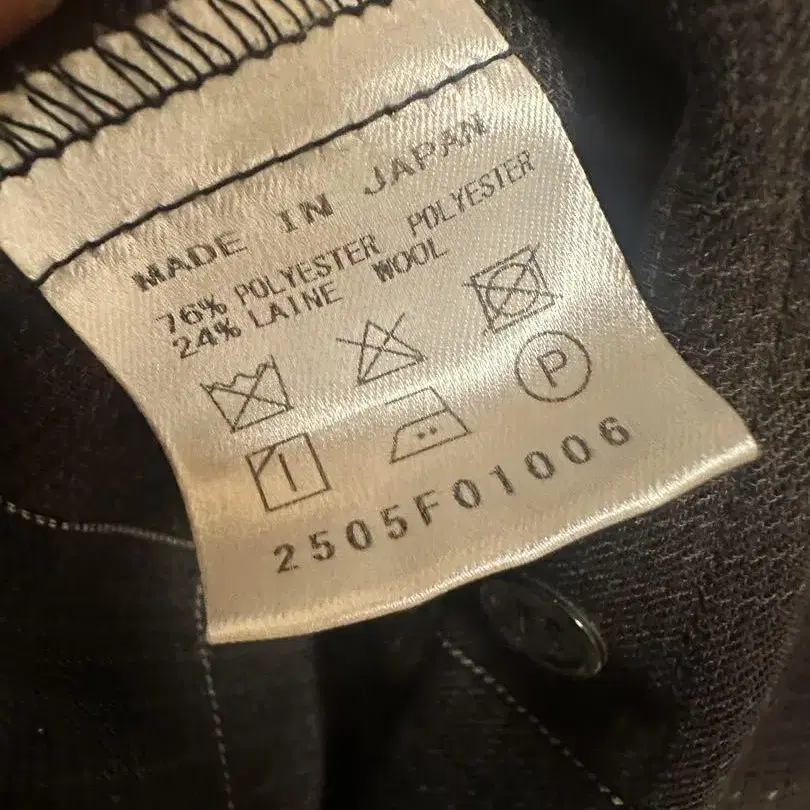 MADE IN JAPAN
76% POLYESTER POLYESTER
24% LAINE WOOL
P
2505F01006